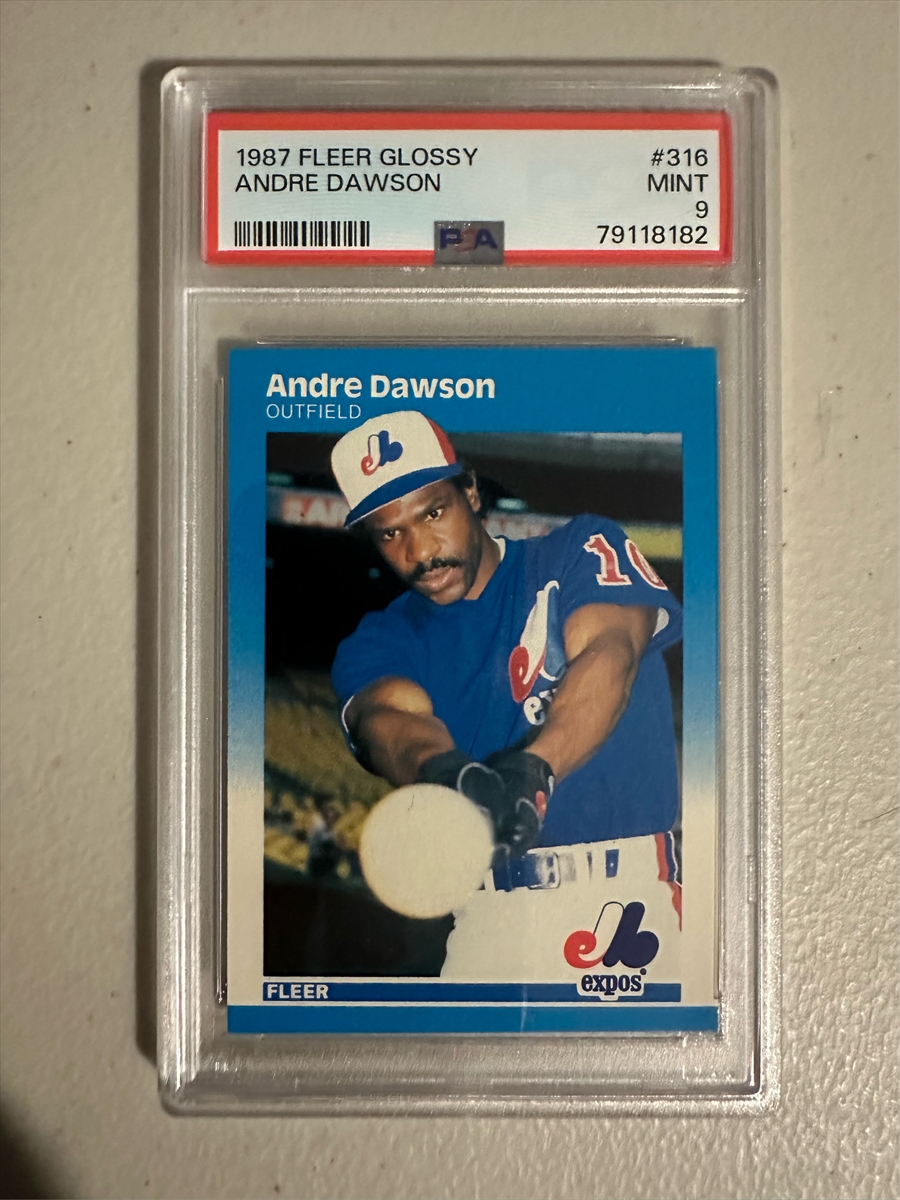 1987 FLEER GLOSSY #316
ANDRE DAWSON MINT
9
PSA 79118182
Andre Dawson
OUTFIELD
10
FLEER
expos